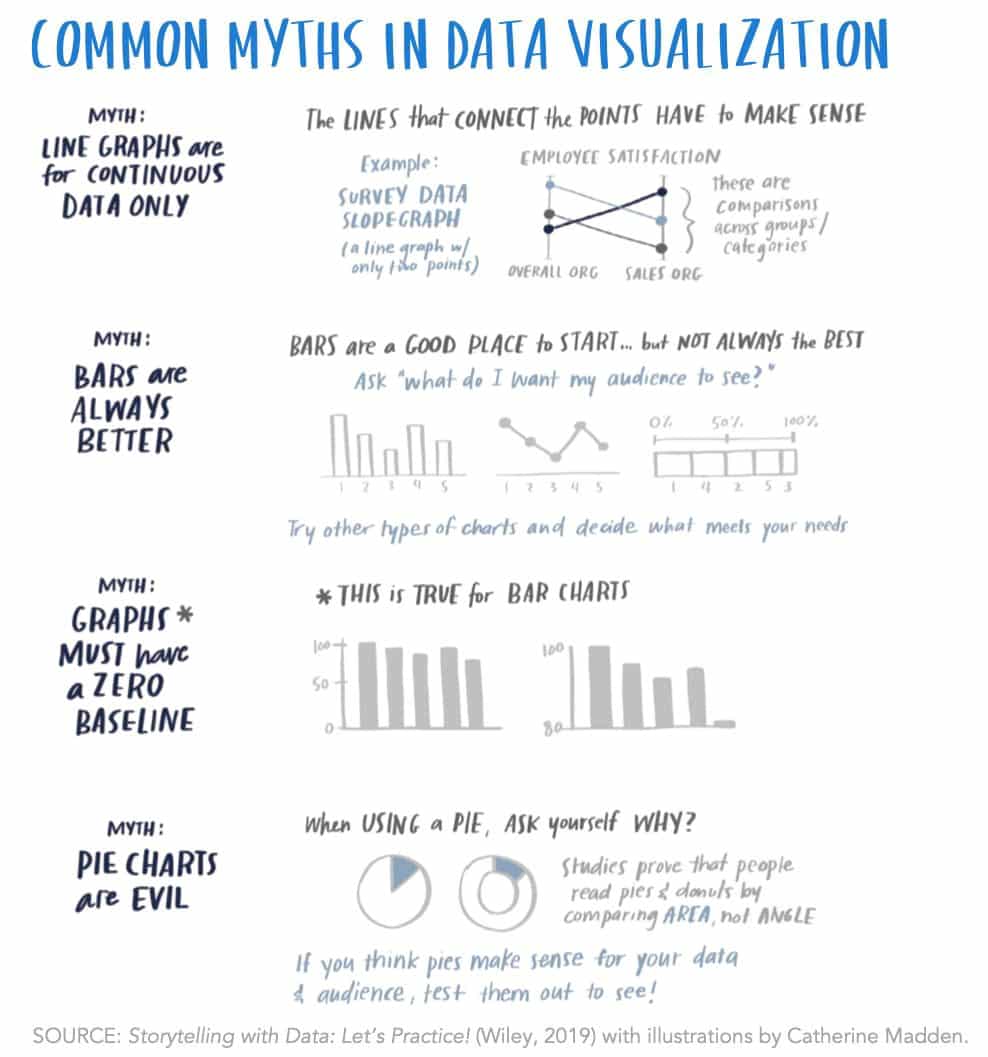 COMMON MYTHS IN DATA VISUALIZATION
MYTH:
LINE GRAPHS are
for CONTINUOUS
DATA ONLY
The LINES that CONNECT the POINTS HAVE to MAKE SENSE
Example:
SURVEY DATA
SLOPEGRAPH
(a line graph w/
only two points)
EMPLOYEE SATISFACTION
OVERALL ORG SALES ORG
These are
comparisons
across groups/
categories
MYTH:
BARS are
ALWAYS
BETTER
BARS are a GOOD PLACE to START... but NOT ALWAYS the BEST
Ask "what do I want my audience to see?"
1 2 3 4 5
1 2 3 4 5
0% 50% 100%
1 4 2 5 3
Try other types of charts and decide what meets your needs
MYTH:
GRAPHS *
MUST have
a ZERO
BASELINE
* THIS is TRUE for BAR CHARTS
100
50
0
100
80
MYTH:
PIE CHARTS
are EVIL
When USING a PIE, ASK yourself WHY?
Studies prove that people
read pies & donuts by
comparing AREA, not ANGLE
If you think pies make sense for your data
& audience, test them out to see!
SOURCE: Storytelling with Data: Let's Practice! (Wiley, 2019) with illustrations by Catherine Madden.